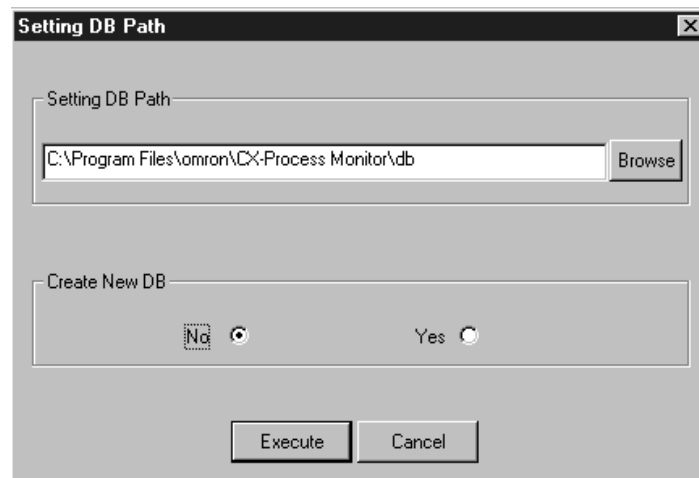 Setting DB Path
Setting DB Path
C:\Program Files\omron\CX-Process Monitor\db Browse
Create New DB
No Yes
Execute Cancel